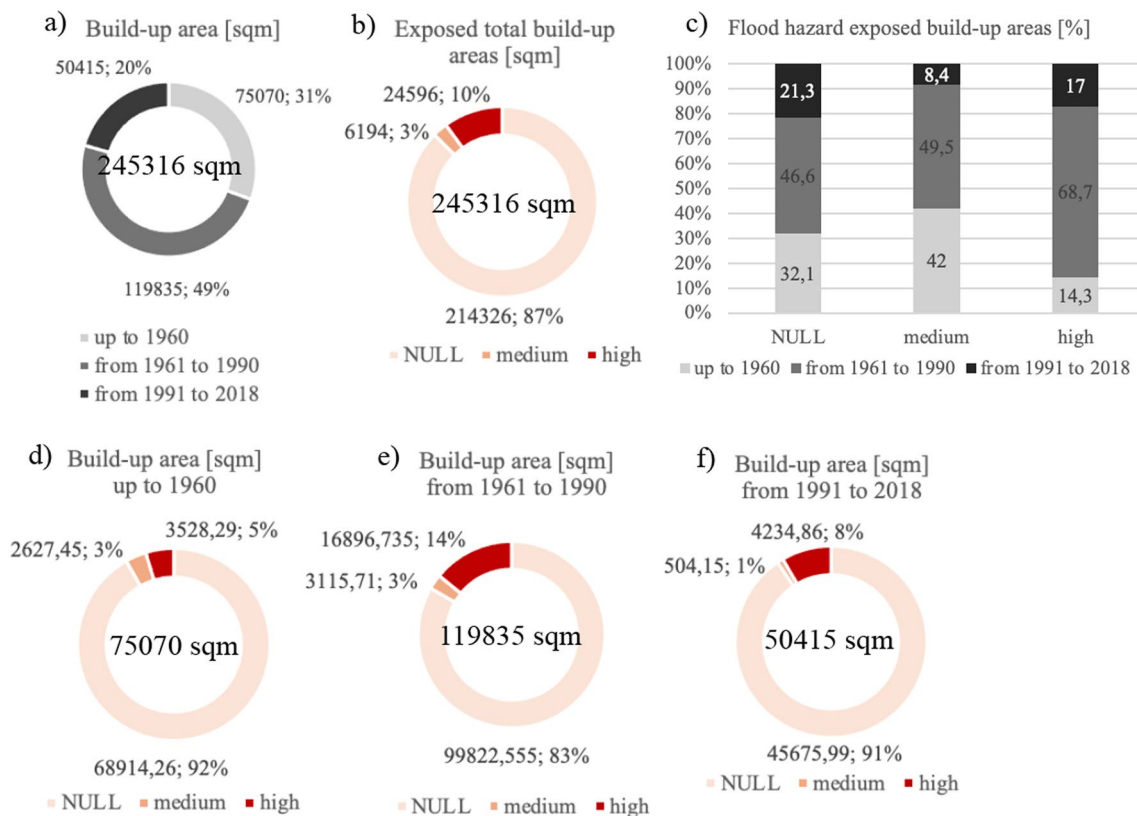 a) Build-up area [sqm]
50415; 20%
75070; 31%
245316 sqm
119835; 49%
up to 1960
from 1961 to 1990
from 1991 to 2018
b) Exposed total build-up
areas [sqm]
24596; 10%
6194; 3%
245316 sqm
214326; 87%
NULL medium high
c) Flood hazard exposed build-up areas [%]
100%
90%
80%
70%
60%
50%
40%
30%
20%
10%
0%
21,3 8,4 17
46,6 49,5 68,7
32,1 42 14,3
NULL medium high
up to 1960 from 1961 to 1990 from 1991 to 2018
d) Build-up area [sqm]
up to 1960
3528,29; 5%
2627,45; 3%
75070 sqm
68914,26; 92%
NULL medium high
e) Build-up area [sqm]
from 1961 to 1990
16896,735; 14%
3115,71; 3%
119835 sqm
99822,555; 83%
NULL medium high
f) Build-up area [sqm]
from 1991 to 2018
4234,86; 8%
504,15; 1%
50415 sqm
45675,99; 91%
NULL medium high